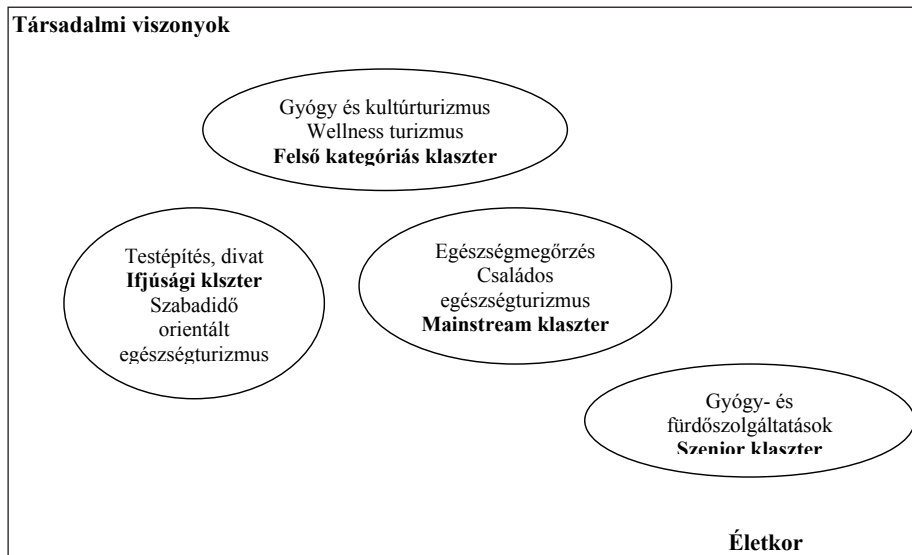 Társadalmi viszonyok
Gyógy és kultúrturizmus
Wellness turizmus
Felső kategóriás klaszter
Testépítés, divat
Ifjúsági klszter
Szabadidő
orientált
egészségturizmus
Egészségmegőrzés
Családos
egészségturizmus
Mainstream klaszter
Gyógy- és
fürdőszolgáltatások
Szenior klaszter
Életkor